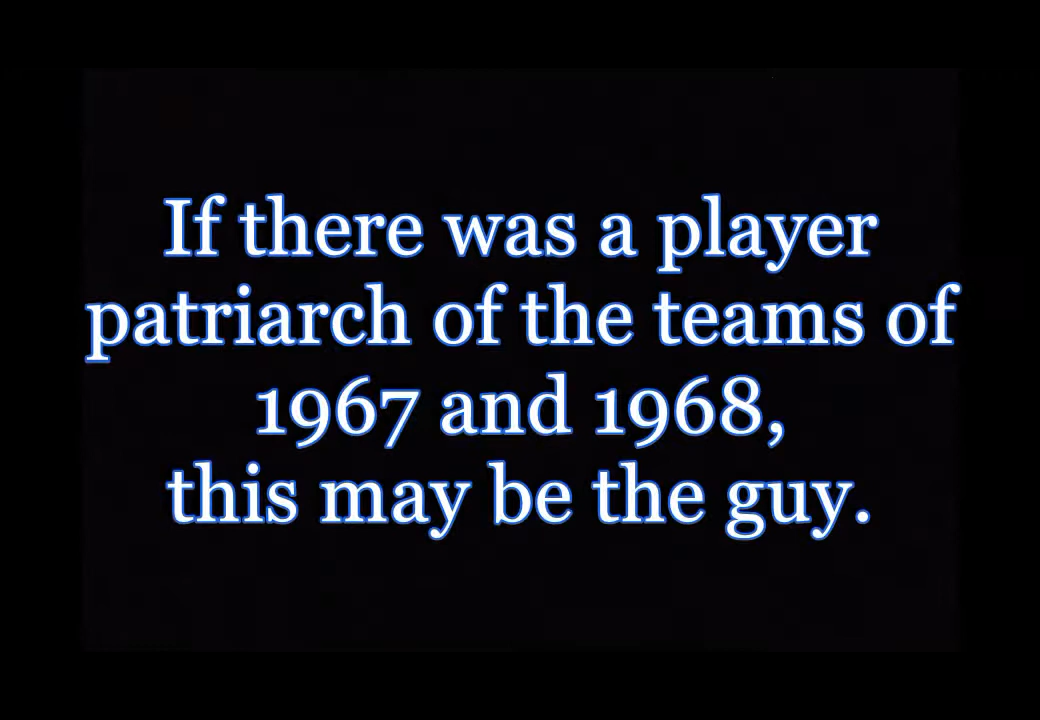 If there was a player
patriarch of the teams of
1967 and 1968,
this may be the guy.